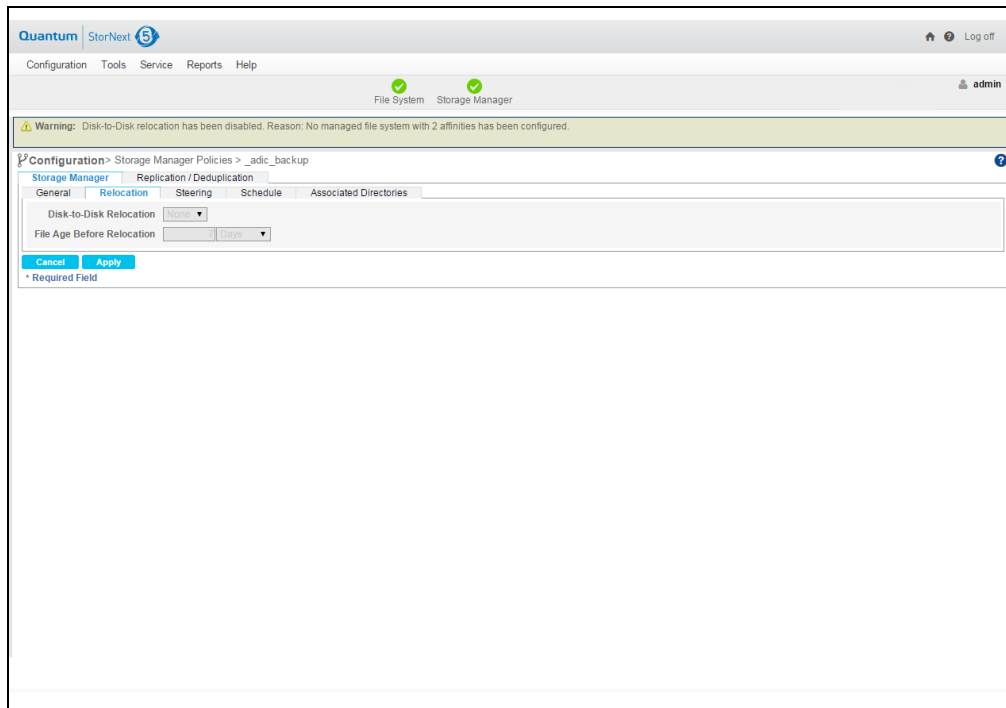 Quantum StorNext 5 Log off
Configuration Tools Service Reports Help
File System Storage Manager admin
Warning: Disk-to-Disk relocation has been disabled. Reason: No managed file system with 2 affinities has been configured.
Configuration> Storage Manager Policies > _adic_backup
Storage Manager Replication / Deduplication
General Relocation Steering Schedule Associated Directories
Disk-to-Disk Relocation None
File Age Before Relocation 7 Days
Cancel Apply
* Required Field